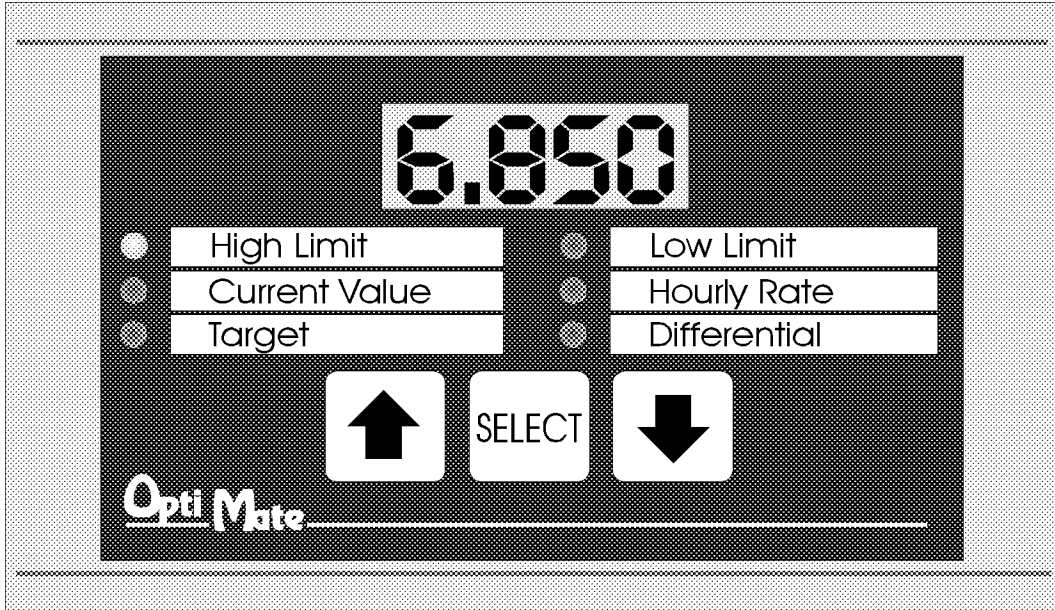 6.850
High Limit
Low Limit
Current Value
Hourly Rate
Target
Differential
SELECT
Opti Mate